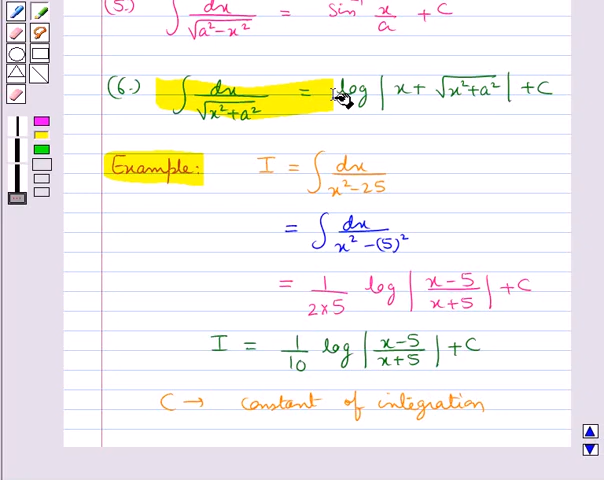 (5.) ∫ dx/√(a²−x²) = sin⁻¹ x/a + C
(6.) ∫ dx/√(x²+a²) = log | x + √(x²+a²) | + C
Example: I = ∫ dx/(x²−25)
= ∫ dx/(x²−(5)²)
= 1/(2×5) log | (x−5)/(x+5) | + C
I = 1/10 log | (x−5)/(x+5) | + C
C → constant of integration